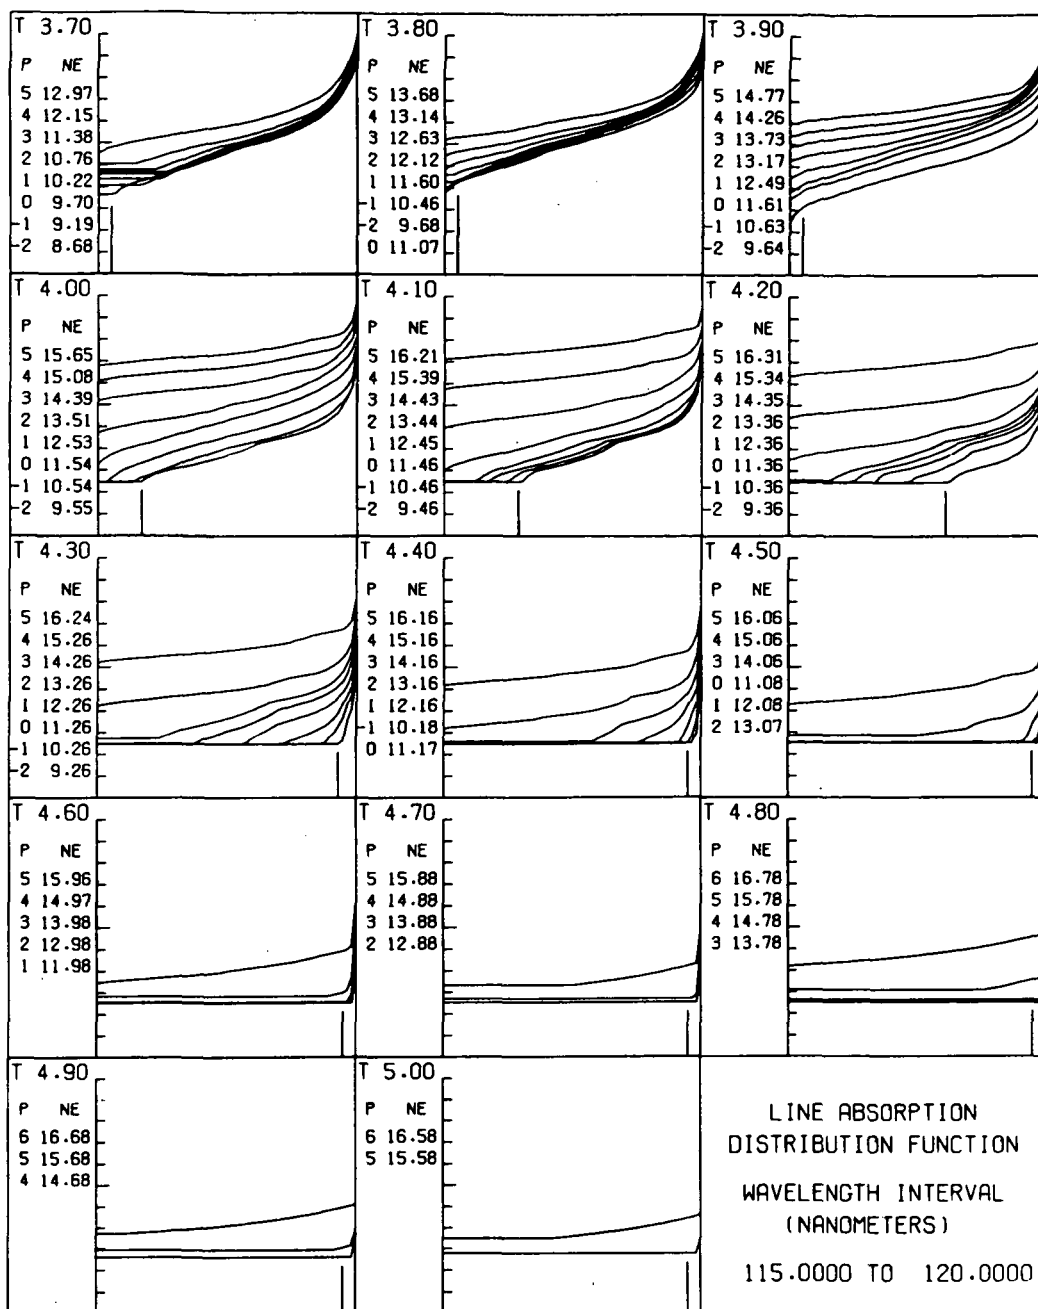 T 3.70
P NE
5 12.97
4 12.15
3 11.38
2 10.76
1 10.22
0 9.70
-1 9.19
-2 8.68
T 3.80
P NE
5 13.68
4 13.14
3 12.63
2 12.12
1 11.60
-1 10.46
-2 9.68
0 11.07
T 3.90
P NE
5 14.77
4 14.26
3 13.73
2 13.17
1 12.49
0 11.61
-1 10.63
-2 9.64
T 4.00
P NE
5 15.65
4 15.08
3 14.39
2 13.51
1 12.53
0 11.54
-1 10.54
-2 9.55
T 4.10
P NE
5 16.21
4 15.39
3 14.43
2 13.44
1 12.45
0 11.46
-1 10.46
-2 9.46
T 4.20
P NE
5 16.31
4 15.34
3 14.35
2 13.36
1 12.36
0 11.36
-1 10.36
-2 9.36
T 4.30
P NE
5 16.24
4 15.26
3 14.26
2 13.26
1 12.26
0 11.26
-1 10.26
-2 9.26
T 4.40
P NE
5 16.16
4 15.16
3 14.16
2 13.16
1 12.16
-1 10.18
0 11.17
T 4.50
P NE
5 16.06
4 15.06
3 14.06
0 11.08
1 12.08
2 13.07
T 4.60
P NE
5 15.96
4 14.97
3 13.98
2 12.98
1 11.98
T 4.70
P NE
5 15.88
4 14.88
3 13.88
2 12.88
T 4.80
P NE
6 16.78
5 15.78
4 14.78
3 13.78
T 4.90
P NE
6 16.68
5 15.68
4 14.68
T 5.00
P NE
6 16.58
5 15.58
LINE ABSORPTION
DISTRIBUTION FUNCTION
WAVELENGTH INTERVAL
(NANOMETERS)
115.0000 TO 120.0000